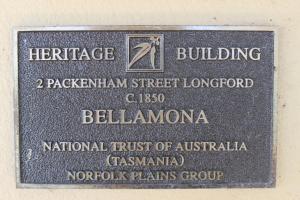 HERITAGE BUILDING
2 PACKENHAM STREET LONGFORD
C.1850
BELLAMONA
NATIONAL TRUST OF AUSTRALIA
(TASMANIA)
NORFOLK PLAINS GROUP